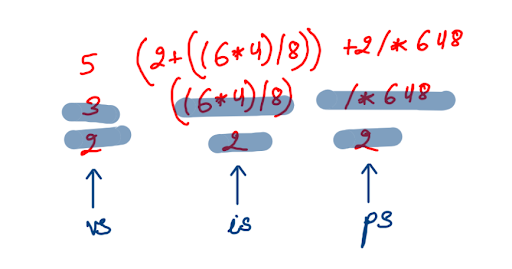 5 (2+((6*4)/8)) +2/*648
3 ((6*4)/8) /*648
2 2 2
vs is ps